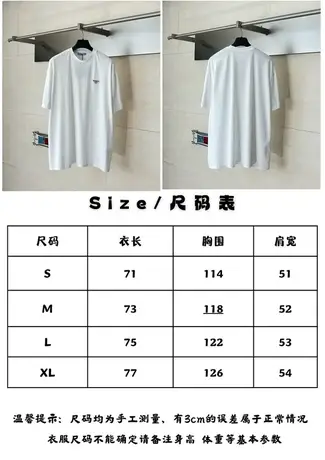 Size/尺码表
尺码 衣长 胸围 肩宽
S 71 114 51
M 73 118 52
L 75 122 53
XL 77 126 54
温馨提示：尺码均为手工测量、有3cm的误差属于正常情况
衣服尺码不能确定请备注身高 体重等基本参数